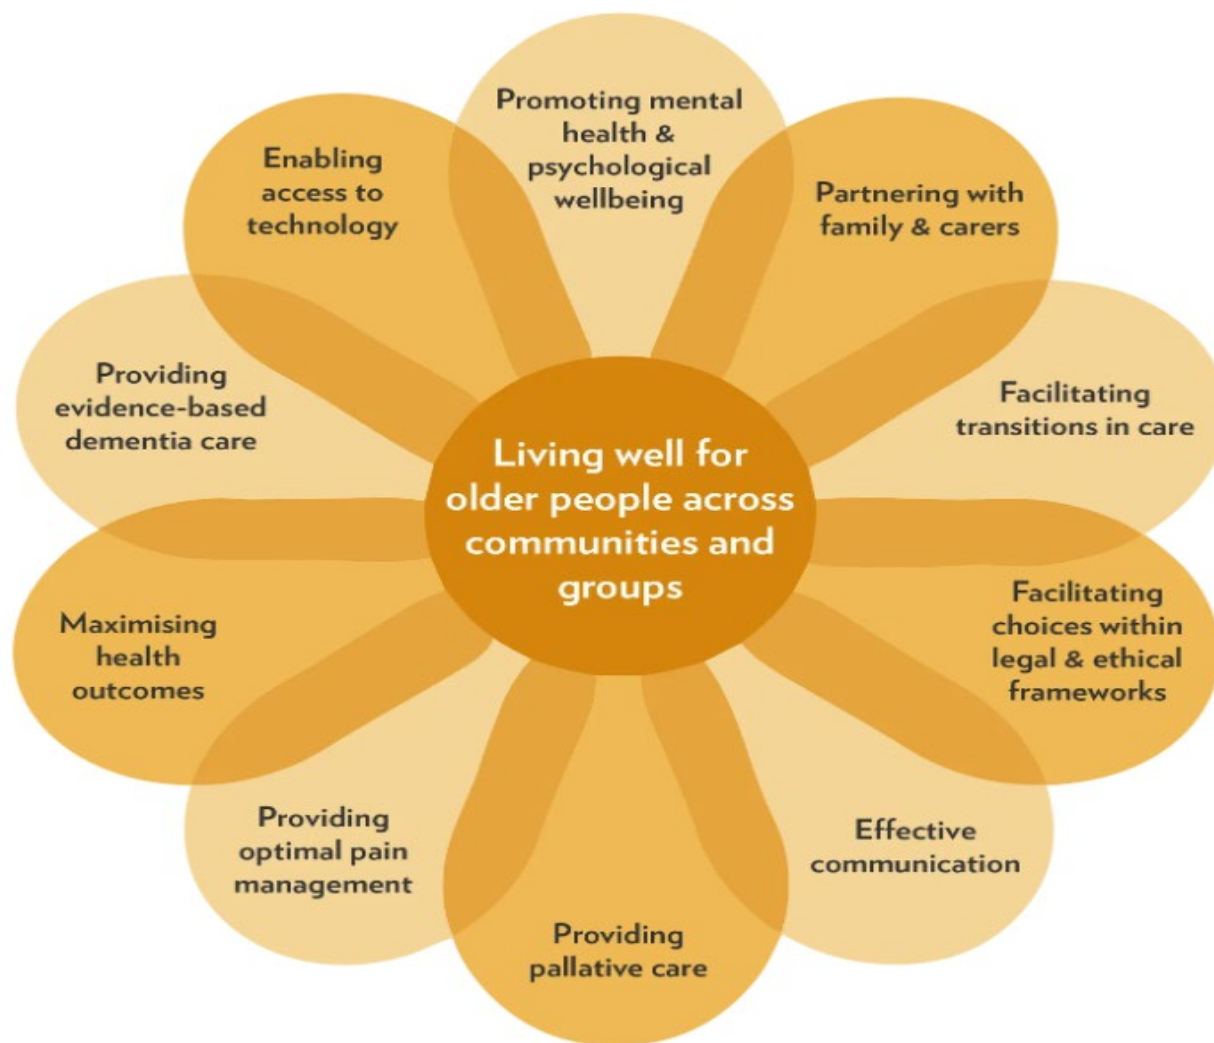 Promoting mental
health &
psychological
wellbeing
Partnering with
family & carers
Facilitating
transitions in care
Facilitating
choices within
legal & ethical
frameworks
Effective
communication
Providing
pallative care
Providing
optimal pain
management
Maximising
health
outcomes
Providing
evidence-based
dementia care
Enabling
access to
technology
Living well for
older people across
communities and
groups